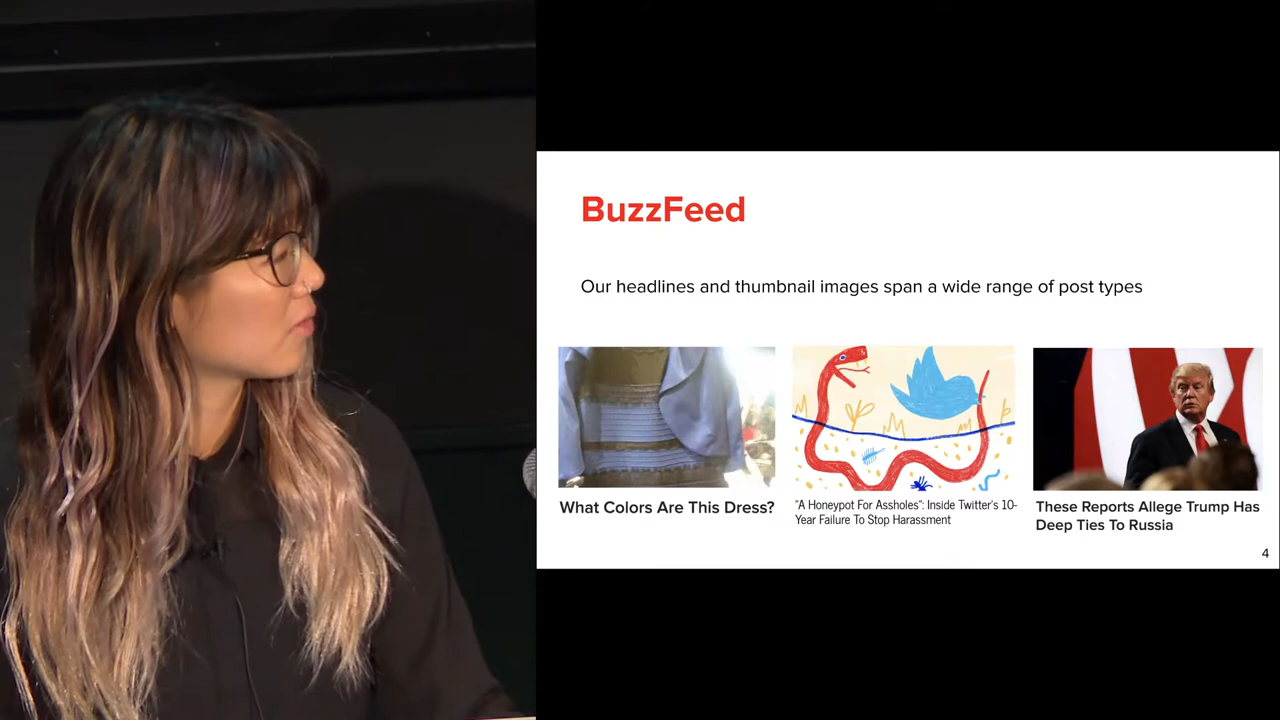 BuzzFeed
Our headlines and thumbnail images span a wide range of post types
What Colors Are This Dress?
"A Honeypot For Assholes": Inside Twitter's 10-
Year Failure To Stop Harassment
These Reports Allege Trump Has
Deep Ties To Russia
4